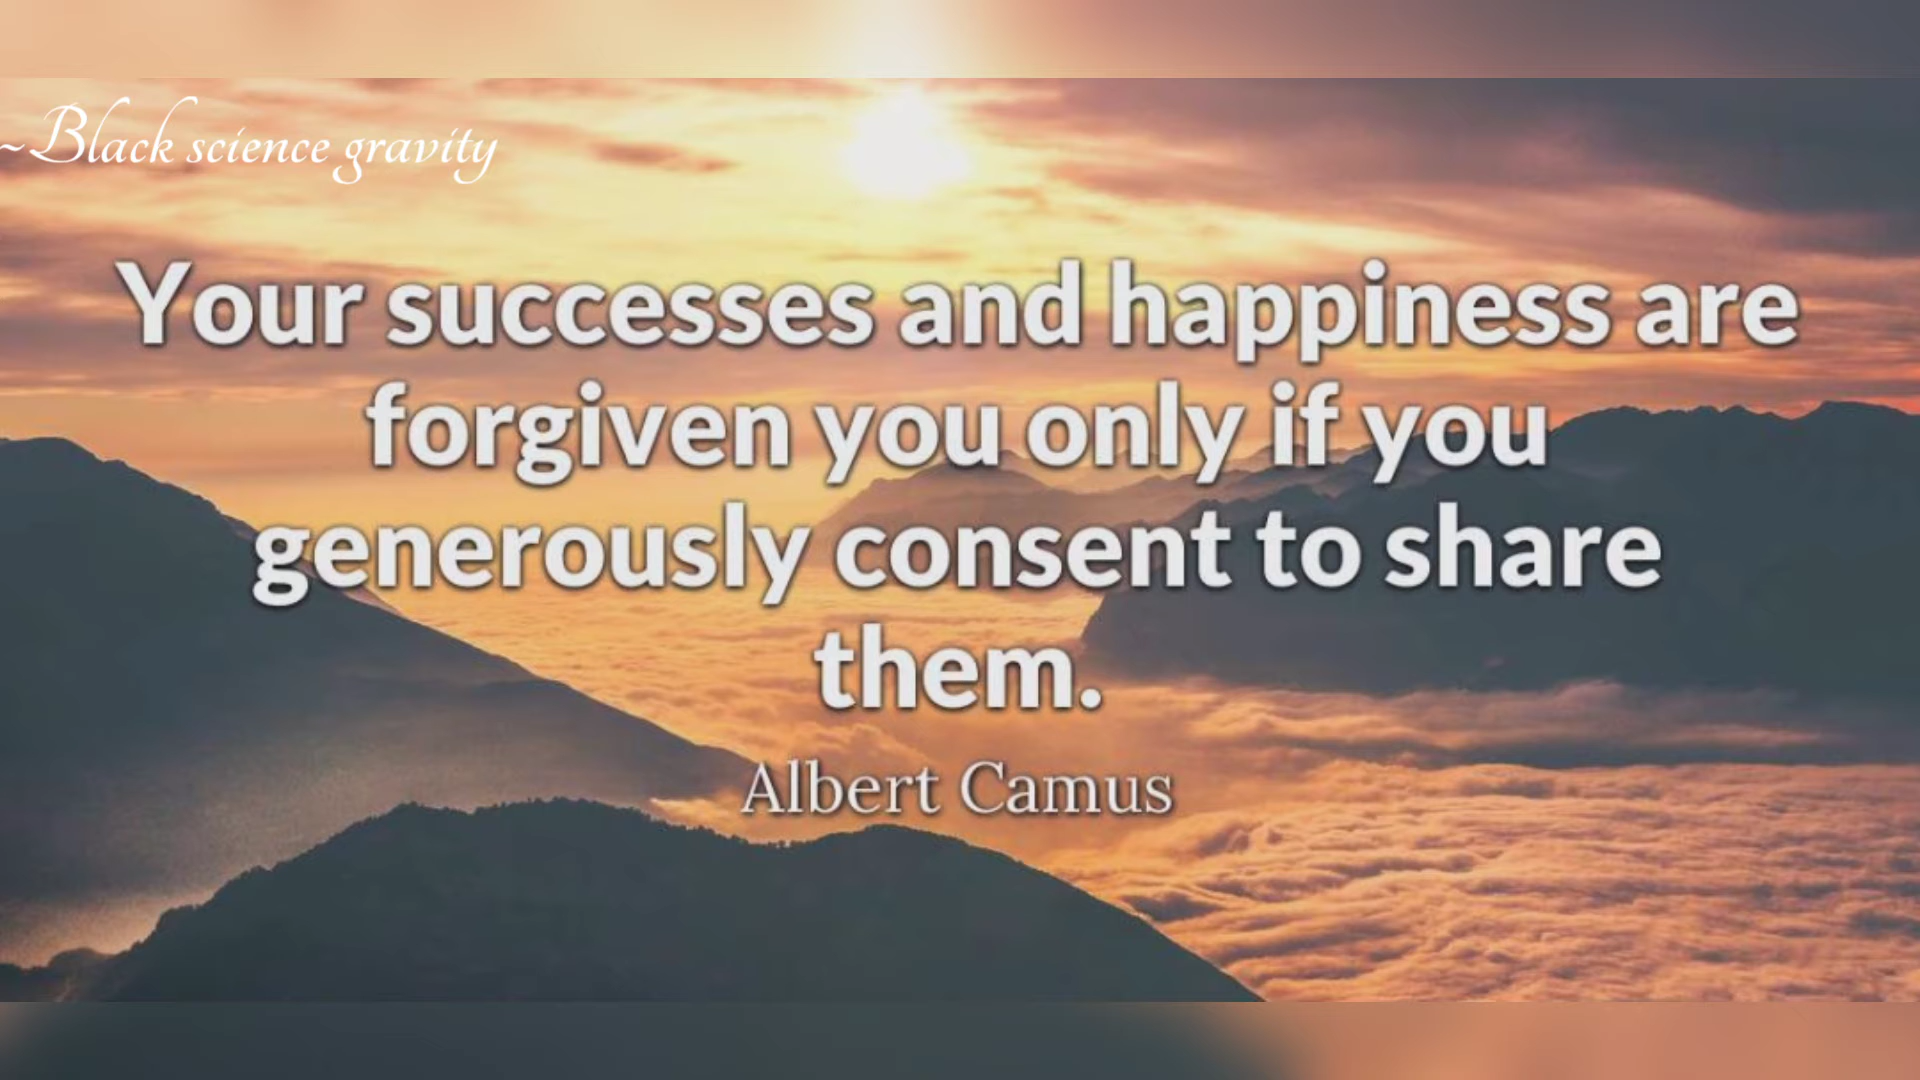 ~Black science gravity
Your successes and happiness are
forgiven you only if you
generously consent to share
them.
Albert Camus